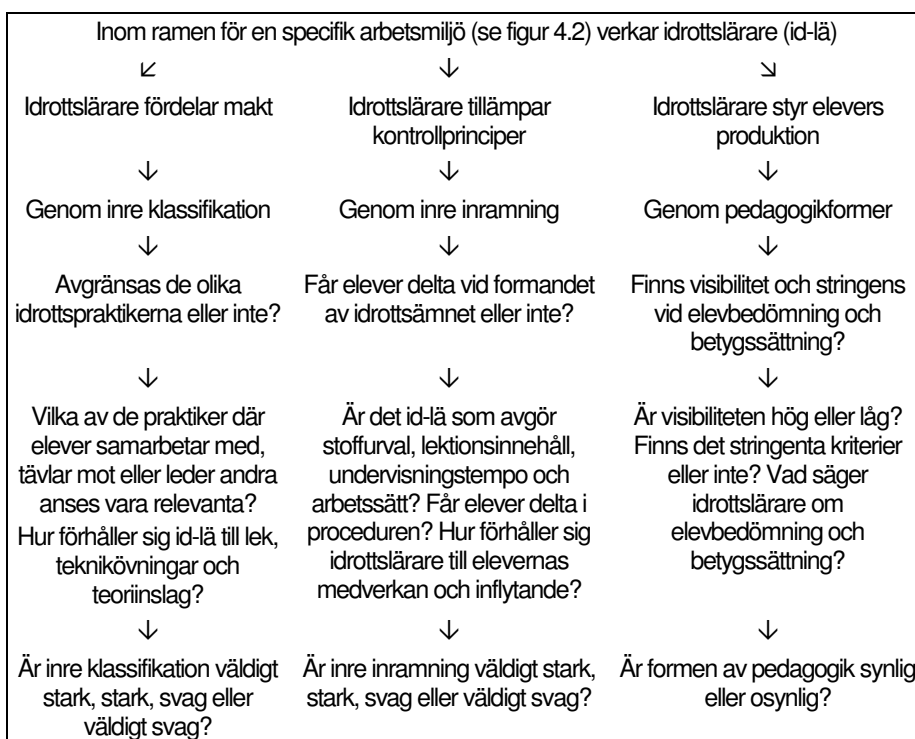 Inom ramen för en specifik arbetsmiljö (se figur 4.2) verkar idrottslärare (id-lä)
↙ ↓ ↘
Idrottslärare fördelar makt
Idrottslärare tillämpar
kontrollprinciper
Idrottslärare styr elevers
produktion
↓ ↓ ↓
Genom inre klassifikation
Genom inre inramning
Genom pedagogikformer
↓ ↓ ↓
Avgränsas de olika
idrottspraktikerna eller inte?
Får elever delta vid formandet
av idrottsämnet eller inte?
Finns visibilitet och stringens
vid elevbedömning och
betygssättning?
↓ ↓ ↓
Vilka av de praktiker där
elever samarbetar med,
tävlar mot eller leder andra
anses vara relevanta?
Hur förhåller sig id-lä till lek,
teknikövningar och
teoriinslag?
Är det id-lä som avgör
stoffurval, lektionsinnehåll,
undervisningstempo och
arbetssätt? Får elever delta i
proceduren? Hur förhåller sig
idrottslärare till elevernas
medverkan och inflytande?
Är visibiliteten hög eller låg?
Finns det stringenta kriterier
eller inte? Vad säger
idrottslärare om
elevbedömning och
betygssättning?
↓ ↓ ↓
Är inre klassifikation väldigt
stark, stark, svag eller
väldigt svag?
Är inre inramning väldigt stark,
stark, svag eller väldigt svag?
Är formen av pedagogik synlig
eller osynlig?